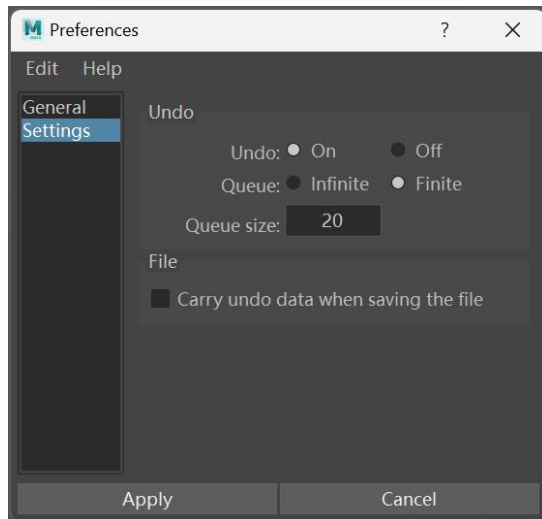 Preferences ?
Edit Help
General
Settings
Undo
Undo: On Off
Queue: Infinite Finite
Queue size: 20
File
Carry undo data when saving the file
Apply Cancel